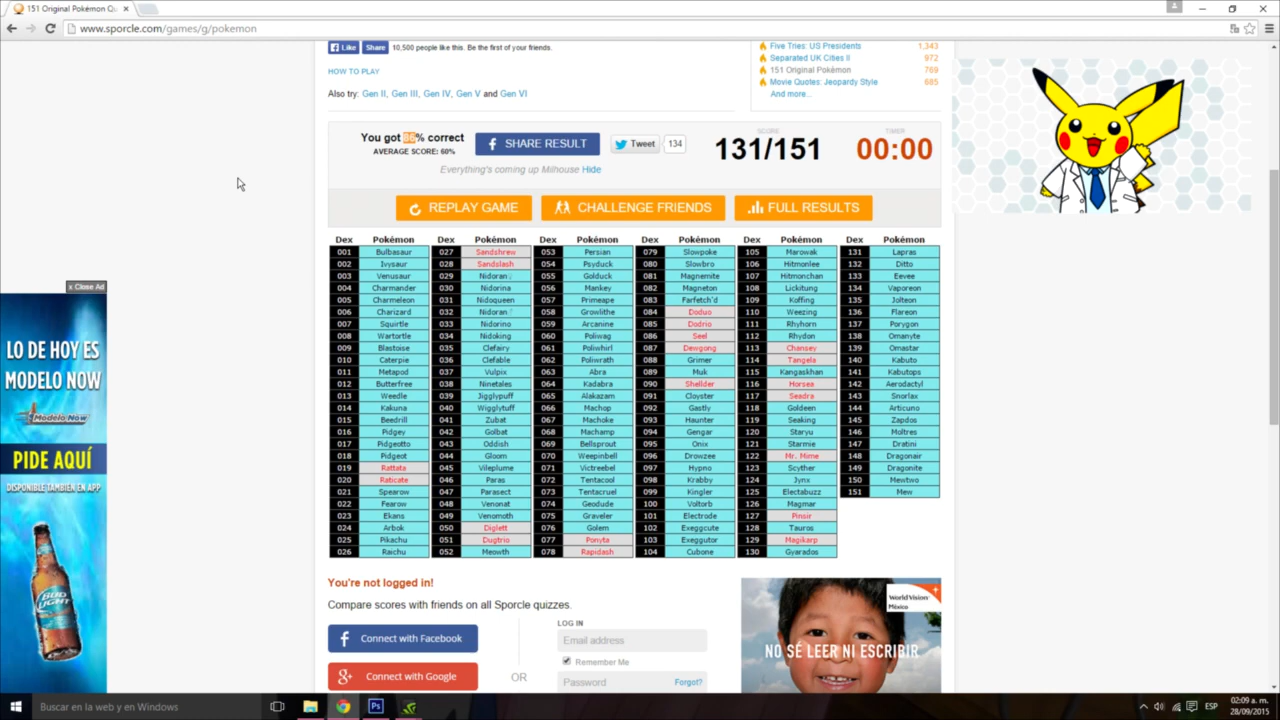 151 Original Pokémon Qu
www.sporcle.com/games/g/pokemon
Like Share 10,500 people like this. Be the first of your friends.
HOW TO PLAY
Also try: Gen II, Gen III, Gen IV, Gen V and Gen VI
Five Tries: US Presidents 1,343
Separated UK Cities II 972
151 Original Pokémon 769
Movie Quotes: Jeopardy Style 685
And more...
You got 86% correct
AVERAGE SCORE: 60%
SHARE RESULT
Tweet 134
SCORE
131/151
TIMER
00:00
Everything's coming up Milhouse Hide
REPLAY GAME
CHALLENGE FRIENDS
FULL RESULTS
Dex Pokémon Dex Pokémon Dex Pokémon Dex Pokémon Dex Pokémon Dex Pokémon
001 Bulbasaur 027 Sandshrew 053 Persian 079 Slowpoke 105 Marowak 131 Lapras
002 Ivysaur 028 Sandslash 054 Psyduck 080 Slowbro 106 Hitmonlee 132 Ditto
003 Venusaur 029 Nidoran 055 Golduck 081 Magnemite 107 Hitmonchan 133 Eevee
004 Charmander 030 Nidorina 056 Mankey 082 Magneton 108 Lickitung 134 Vaporeon
005 Charmeleon 031 Nidoqueen 057 Primeape 083 Farfetch'd 109 Koffing 135 Jolteon
006 Charizard 032 Nidoran 058 Growlithe 084 Doduo 110 Weezing 136 Flareon
007 Squirtle 033 Nidorino 059 Arcanine 085 Dodrio 111 Rhyhorn 137 Porygon
008 Wartortle 034 Nidoking 060 Poliwag 086 Seel 112 Rhydon 138 Omanyte
009 Blastoise 035 Clefairy 061 Poliwhirl 087 Dewgong 113 Chansey 139 Omastar
010 Caterpie 036 Clefable 062 Poliwrath 088 Grimer 114 Tangela 140 Kabuto
011 Metapod 037 Vulpix 063 Abra 089 Muk 115 Kangaskhan 141 Kabutops
012 Butterfree 038 Ninetales 064 Kadabra 090 Shellder 116 Horsea 142 Aerodactyl
013 Weedle 039 Jigglypuff 065 Alakazam 091 Cloyster 117 Seadra 143 Snorlax
014 Kakuna 040 Wigglytuff 066 Machop 092 Gastly 118 Goldeen 144 Articuno
015 Beedrill 041 Zubat 067 Machoke 093 Haunter 119 Seaking 145 Zapdos
016 Pidgey 042 Golbat 068 Machamp 094 Gengar 120 Staryu 146 Moltres
017 Pidgeotto 043 Oddish 069 Bellsprout 095 Onix 121 Starmie 147 Dratini
018 Pidgeot 044 Gloom 070 Weepinbell 096 Drowzee 122 Mr. Mime 148 Dragonair
019 Rattata 045 Vileplume 071 Victreebel 097 Hypno 123 Scyther 149 Dragonite
020 Raticate 046 Paras 072 Tentacool 098 Krabby 124 Jynx 150 Mewtwo
021 Spearow 047 Parasect 073 Tentacruel 099 Kingler 125 Electabuzz 151 Mew
022 Fearow 048 Venonat 074 Geodude 100 Voltorb 126 Magmar
023 Ekans 049 Venomoth 075 Graveler 101 Electrode 127 Pinsir
024 Arbok 050 Diglett 076 Golem 102 Exeggcute 128 Tauros
025 Pikachu 051 Dugtrio 077 Ponyta 103 Exeggutor 129 Magikarp
026 Raichu 052 Meowth 078 Rapidash 104 Cubone 130 Gyarados
x Close Ad
LO DE HOY ES
MODELO NOW
ModeloNow
PIDE AQUÍ
DISPONIBLE TAMBIÉN EN APP
BUD
LIGHT
You're not logged in!
Compare scores with friends on all Sporcle quizzes.
Connect with Facebook
Connect with Google
OR
LOG IN
Email address
Remember Me
Password Forgot?
World Vision
México
NO SÉ LEER NI ESCRIBIR
Buscar en la web y en Windows
Ps
ESP
02:09 a. m.
28/09/2015